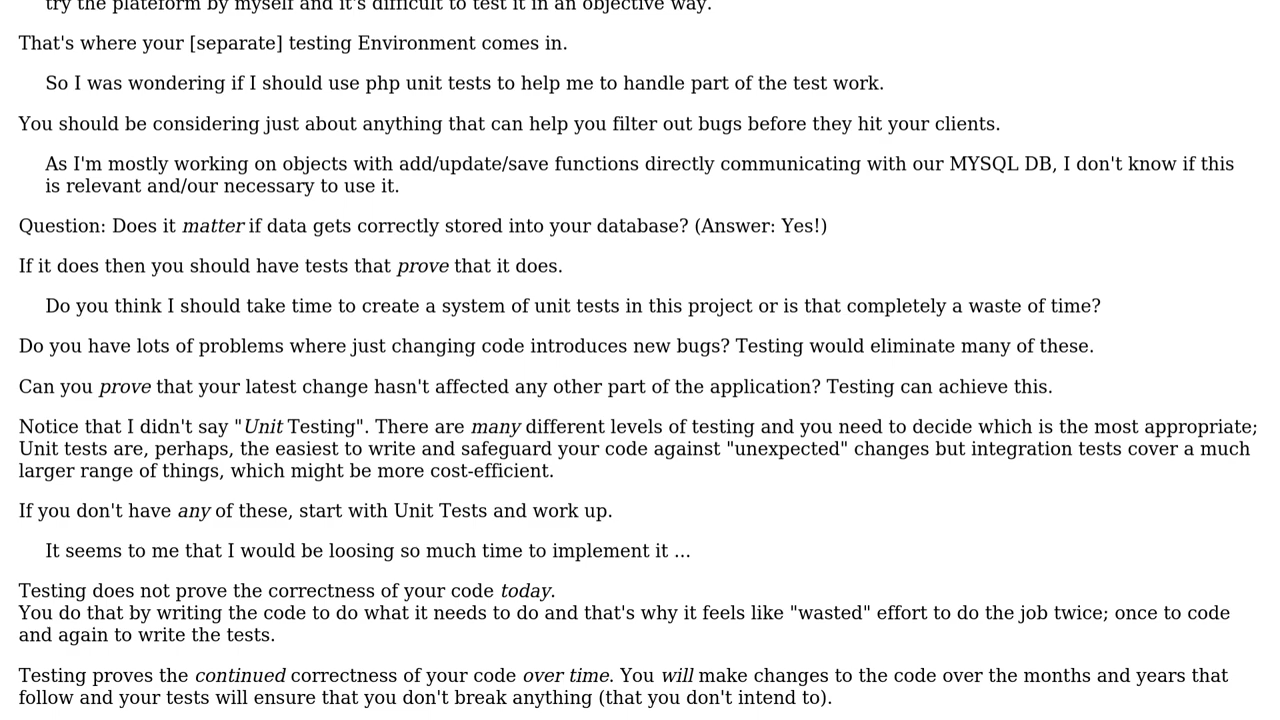 try the plateform by myself and it's difficult to test it in an objective way.
That's where your [separate] testing Environment comes in.
So I was wondering if I should use php unit tests to help me to handle part of the test work.
You should be considering just about anything that can help you filter out bugs before they hit your clients.
As I'm mostly working on objects with add/update/save functions directly communicating with our MYSQL DB, I don't know if this
is relevant and/our necessary to use it.
Question: Does it matter if data gets correctly stored into your database? (Answer: Yes!)
If it does then you should have tests that prove that it does.
Do you think I should take time to create a system of unit tests in this project or is that completely a waste of time?
Do you have lots of problems where just changing code introduces new bugs? Testing would eliminate many of these.
Can you prove that your latest change hasn't affected any other part of the application? Testing can achieve this.
Notice that I didn't say "Unit Testing". There are many different levels of testing and you need to decide which is the most appropriate;
Unit tests are, perhaps, the easiest to write and safeguard your code against "unexpected" changes but integration tests cover a much
larger range of things, which might be more cost-efficient.
If you don't have any of these, start with Unit Tests and work up.
It seems to me that I would be loosing so much time to implement it ...
Testing does not prove the correctness of your code today.
You do that by writing the code to do what it needs to do and that's why it feels like "wasted" effort to do the job twice; once to code
and again to write the tests.
Testing proves the continued correctness of your code over time. You will make changes to the code over the months and years that
follow and your tests will ensure that you don't break anything (that you don't intend to).